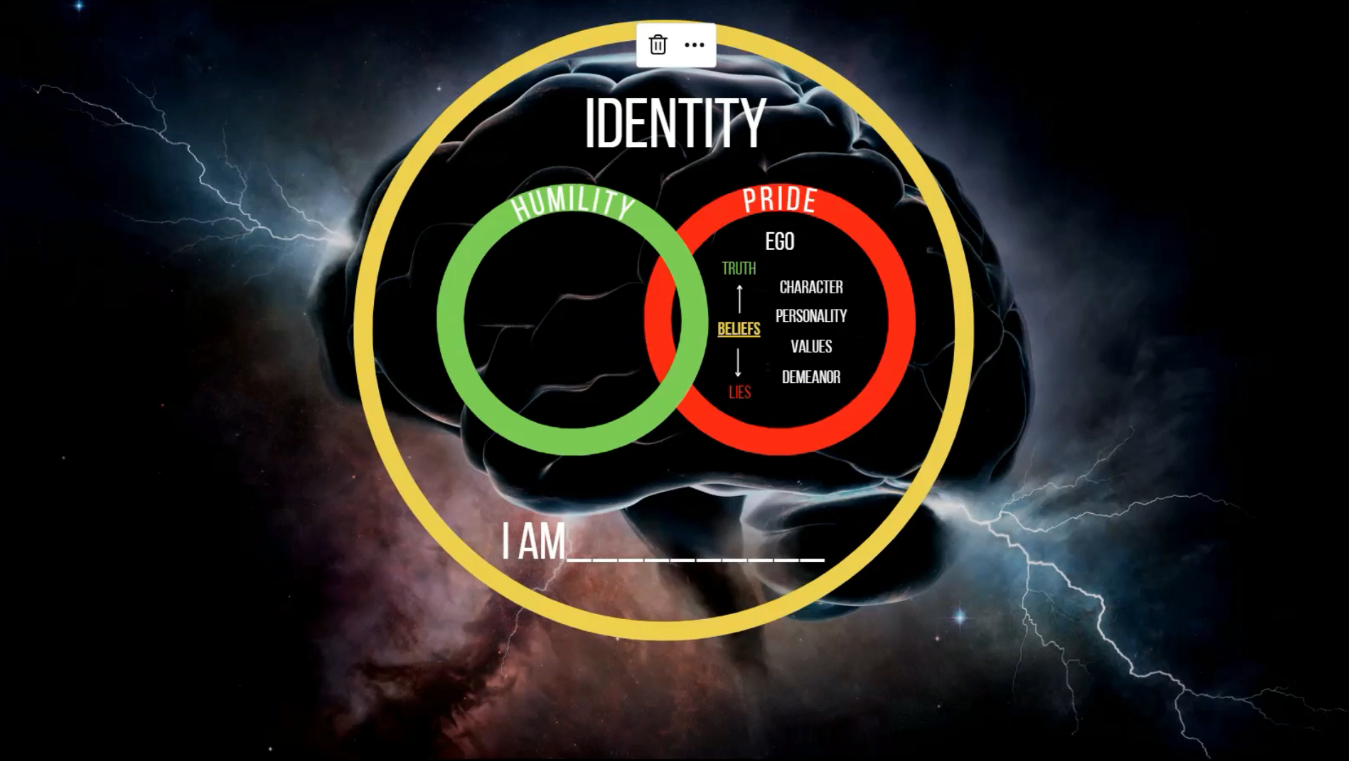 IDENTITY
HUMILITY
PRIDE
EGO
TRUTH
CHARACTER
PERSONALITY
BELIEFS
VALUES
DEMEANOR
LIES
I AM___________